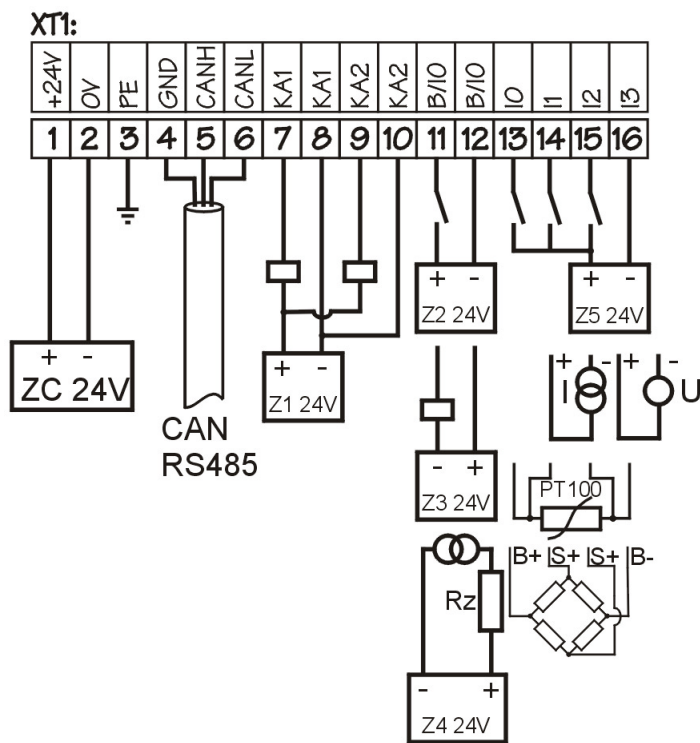 XT1:
+24V 0V PE GND CANH CANL KA1 KA1 KA2 KA2 B/IO B/IO I0 I1 I2 I3
1 2 3 4 5 6 7 8 9 10 11 12 13 14 15 16
+ - + -
Z2 24V Z5 24V
+ - + -
ZC 24V Z1 24V
+ - + -
I U
CAN
RS485
- +
Z3 24V
PT100
B+ S+ S+ B-
Rz
- +
Z4 24V